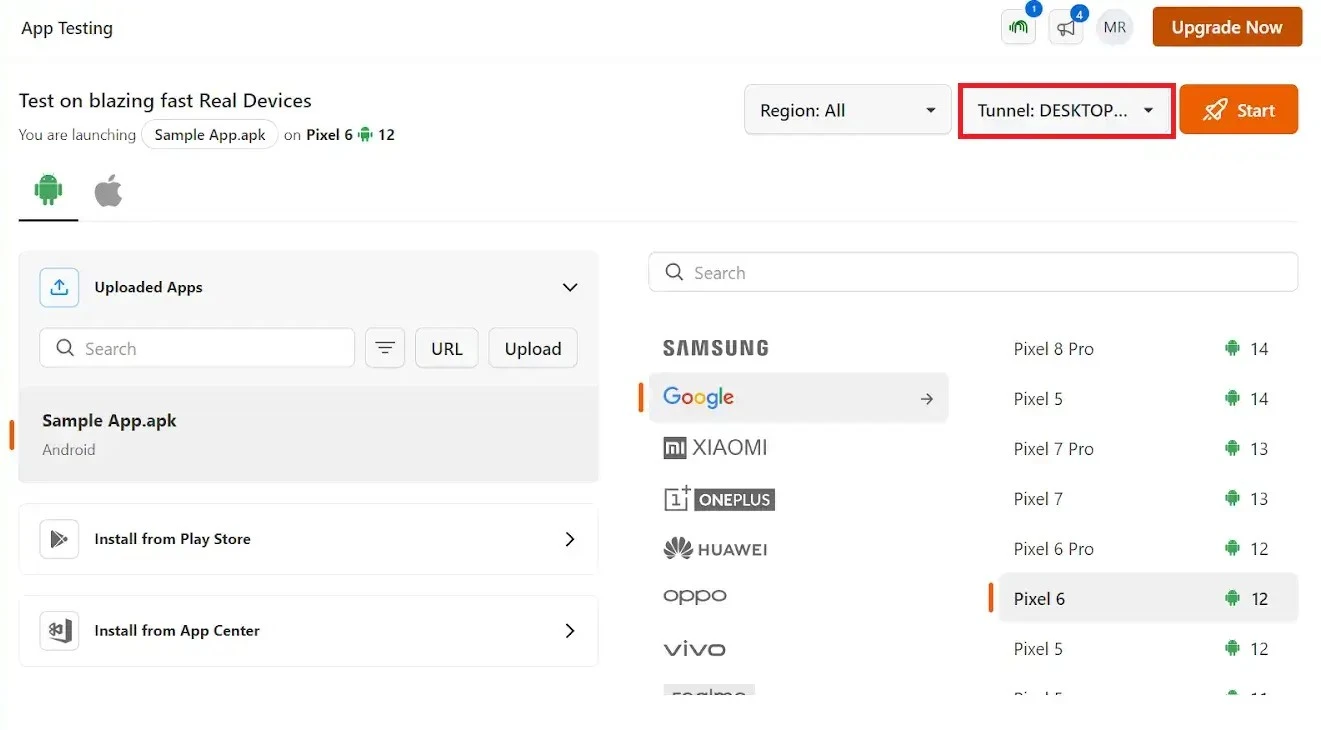 App Testing
1
4
MR
Upgrade Now
Test on blazing fast Real Devices
You are launching Sample App.apk on Pixel 6 12
Region: All
Tunnel: DESKTOP...
Start
Uploaded Apps
Search
URL
Upload
Sample App.apk
Android
Install from Play Store
Install from App Center
Search
SAMSUNG
Google
mi XIAOMI
1+ ONEPLUS
HUAWEI
oppo
vivo
realme
Pixel 8 Pro 14
Pixel 5 14
Pixel 7 Pro 13
Pixel 7 13
Pixel 6 Pro 12
Pixel 6 12
Pixel 5 12